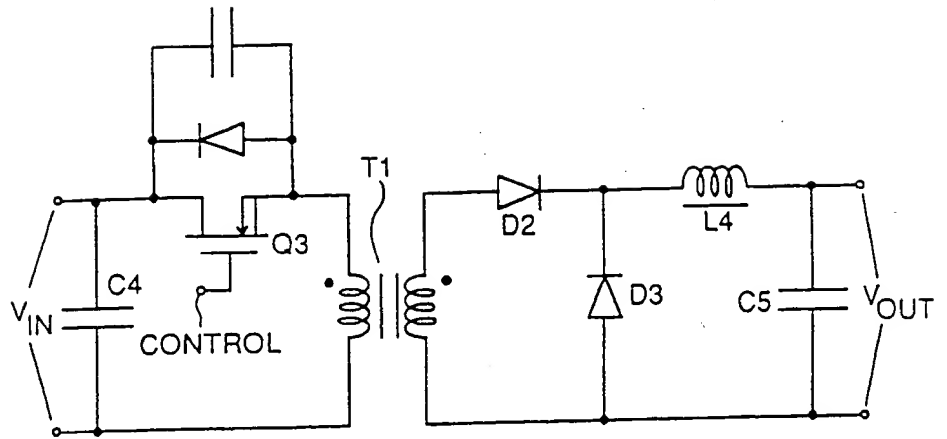 T1
D2
L4
Q3
C4
D3
C5
VIN
VOUT
CONTROL